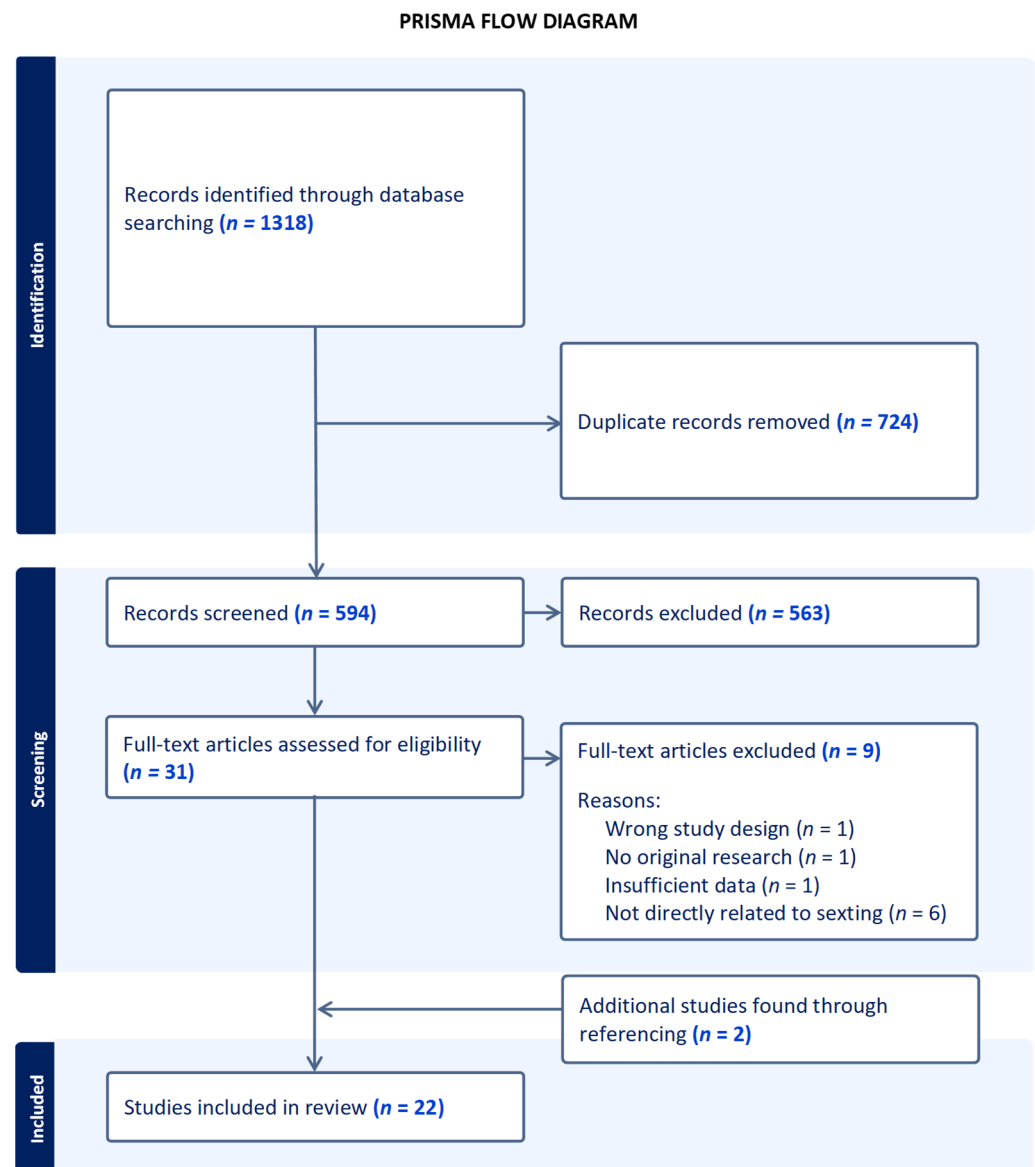 PRISMA FLOW DIAGRAM
Identification
Records identified through database
searching (n = 1318)
Duplicate records removed (n = 724)
Screening
Records screened (n = 594)
Records excluded (n = 563)
Full-text articles assessed for eligibility
(n = 31)
Full-text articles excluded (n = 9)
Reasons:
Wrong study design (n = 1)
No original research (n = 1)
Insufficient data (n = 1)
Not directly related to sexting (n = 6)
Additional studies found through
referencing (n = 2)
Included
Studies included in review (n = 22)